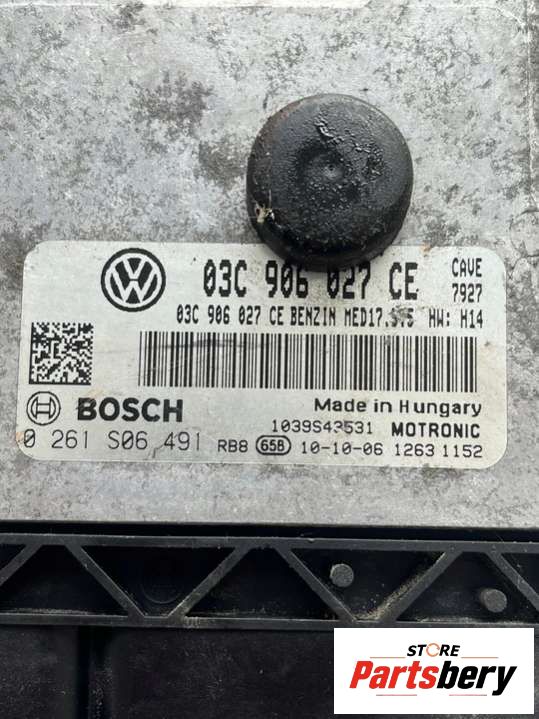 03C 906 027 CE CAVE
7927
03C 906 027 CE BENZIN MED17.5.5 HW: H14
BOSCH Made in Hungary
1039S43531 MOTRONIC
0 261 S06 491 RB8 65B 10-10-06 1263 1152
STORE
Partsbery